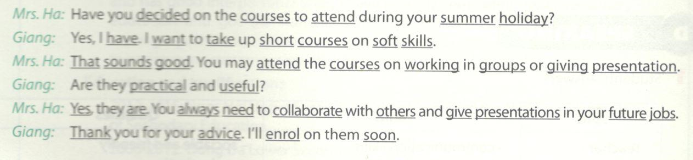 Mrs. Ha: Have you decided on the courses to attend during your summer holiday?
Giang: Yes, I have. I want to take up short courses on soft skills.
Mrs. Ha: That sounds good. You may attend the courses on working in groups or giving presentation.
Giang: Are they practical and useful?
Mrs. Ha: Yes, they are. You always need to collaborate with others and give presentations in your future jobs.
Giang: Thank you for your advice. I'll enrol on them soon.